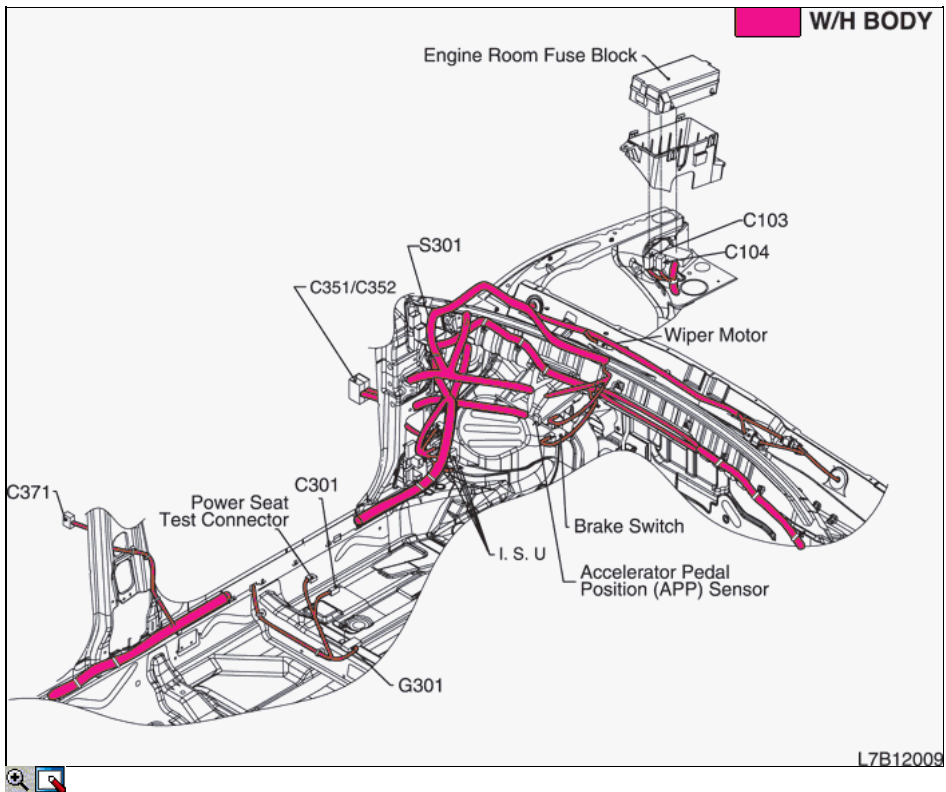 W/H BODY
Engine Room Fuse Block
C103
C104
S301
C351/C352
Wiper Motor
C371
Power Seat
Test Connector
C301
Brake Switch
I. S. U
Accelerator Pedal
Position (APP) Sensor
G301
L7B12009